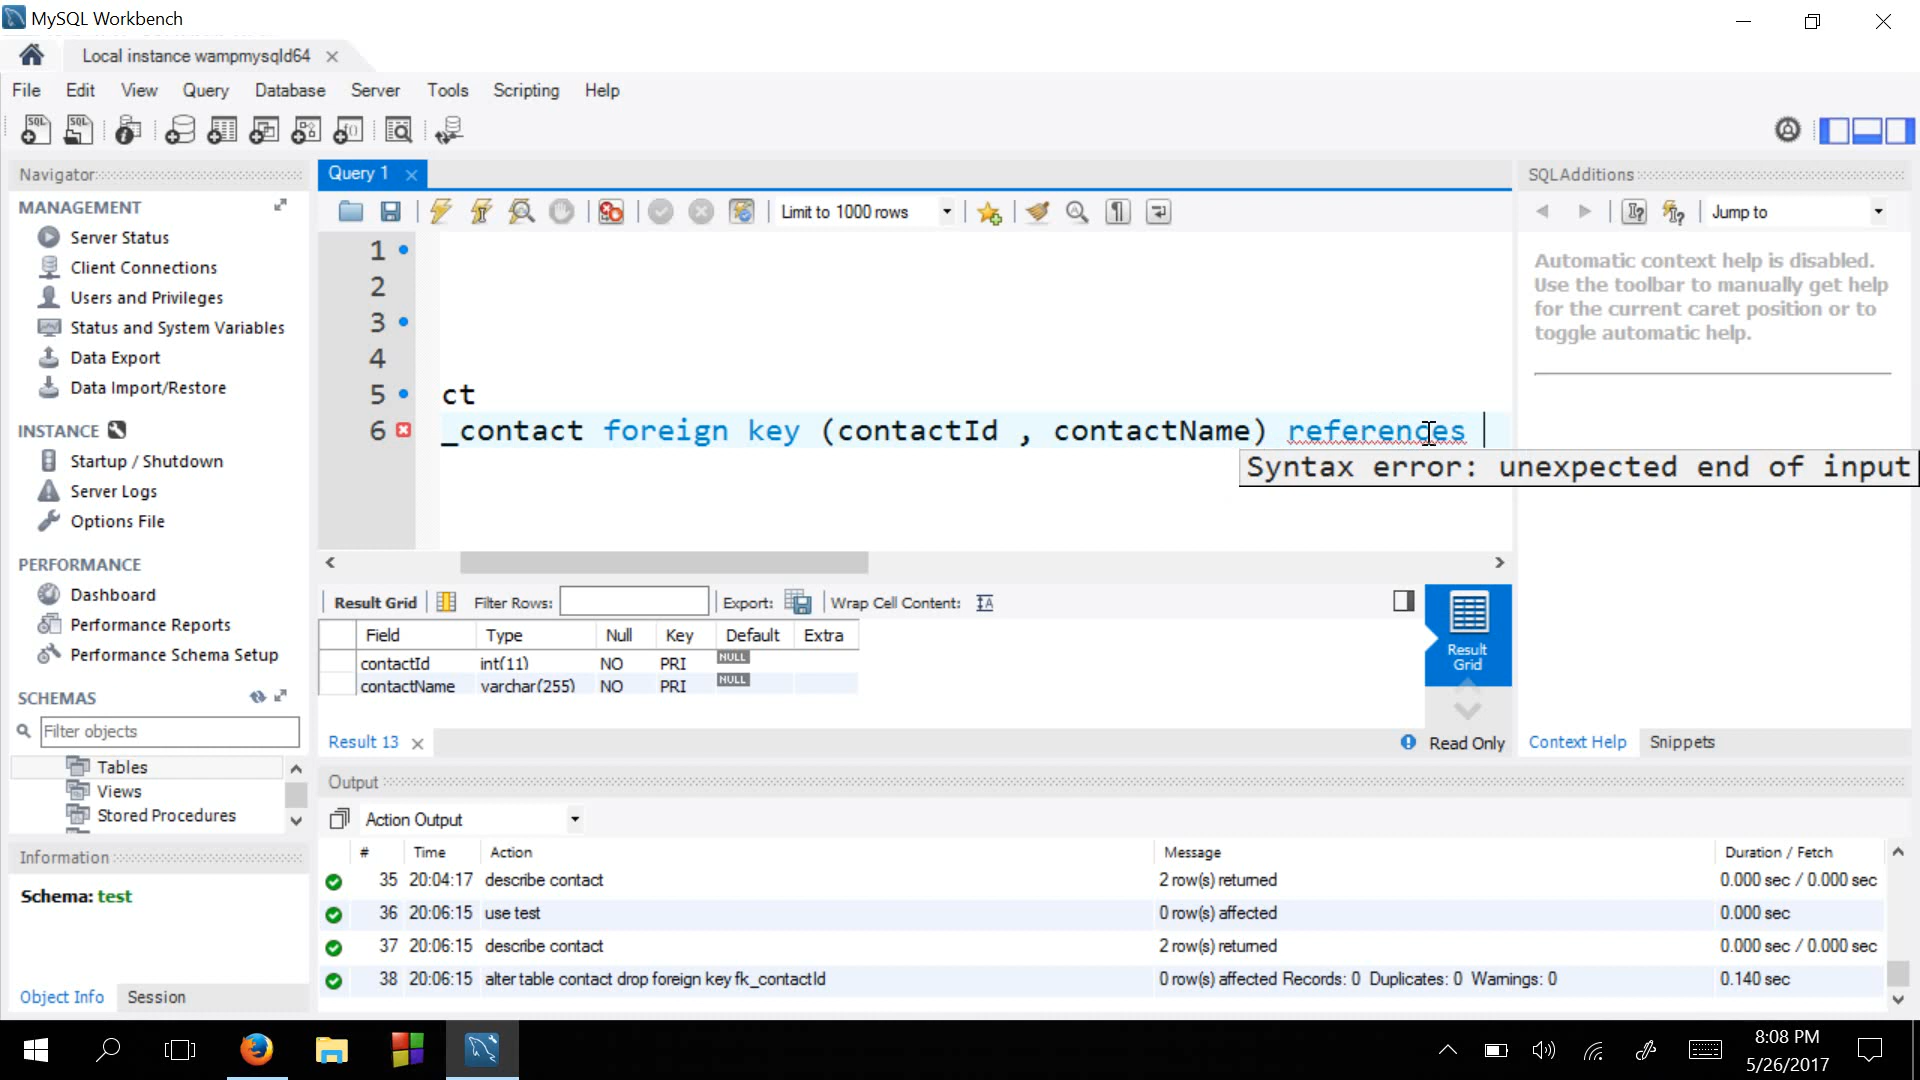 MySQL Workbench
Local instance wampmysqld64
File Edit View Query Database Server Tools Scripting Help
Navigator
MANAGEMENT
Server Status
Client Connections
Users and Privileges
Status and System Variables
Data Export
Data Import/Restore
INSTANCE
Startup / Shutdown
Server Logs
Options File
PERFORMANCE
Dashboard
Performance Reports
Performance Schema Setup
SCHEMAS
Filter objects
Tables
Views
Stored Procedures
Information
Schema: test
Object Info Session
Query 1
Limit to 1000 rows
1
2
3
4
5 ct
6 _contact foreign key (contactId , contactName) references
Syntax error: unexpected end of input
SQLAdditions
Jump to
Automatic context help is disabled.
Use the toolbar to manually get help
for the current caret position or to
toggle automatic help.
Result Grid Filter Rows: Export: Wrap Cell Content:
Field Type Null Key Default Extra
contactId int(11) NO PRI NULL
contactName varchar(255) NO PRI NULL
Result
Grid
Result 13
Read Only
Context Help Snippets
Output
Action Output
# Time Action Message Duration / Fetch
35 20:04:17 describe contact 2 row(s) returned 0.000 sec / 0.000 sec
36 20:06:15 use test 0 row(s) affected 0.000 sec
37 20:06:15 describe contact 2 row(s) returned 0.000 sec / 0.000 sec
38 20:06:15 alter table contact drop foreign key fk_contactId 0 row(s) affected Records: 0 Duplicates: 0 Warnings: 0 0.140 sec
8:08 PM
5/26/2017